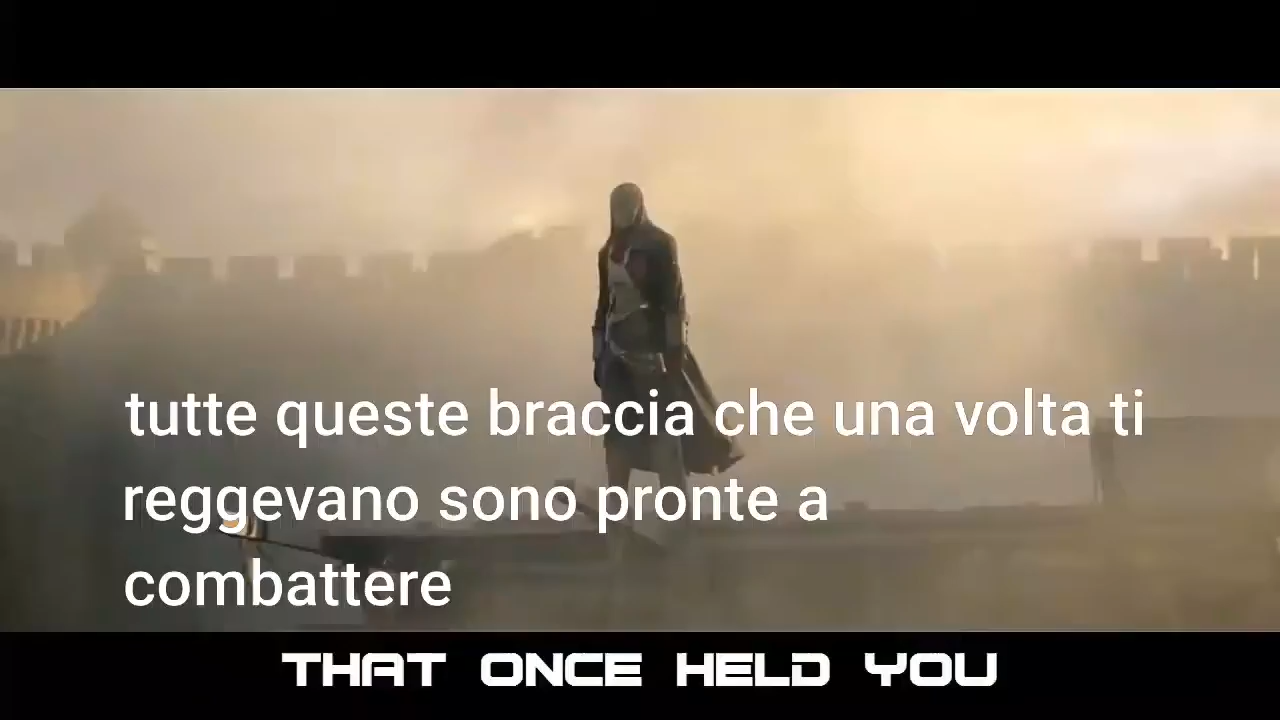 tutte queste braccia che una volta ti
reggevano sono pronte a
combattere
THAT ONCE HELD YOU